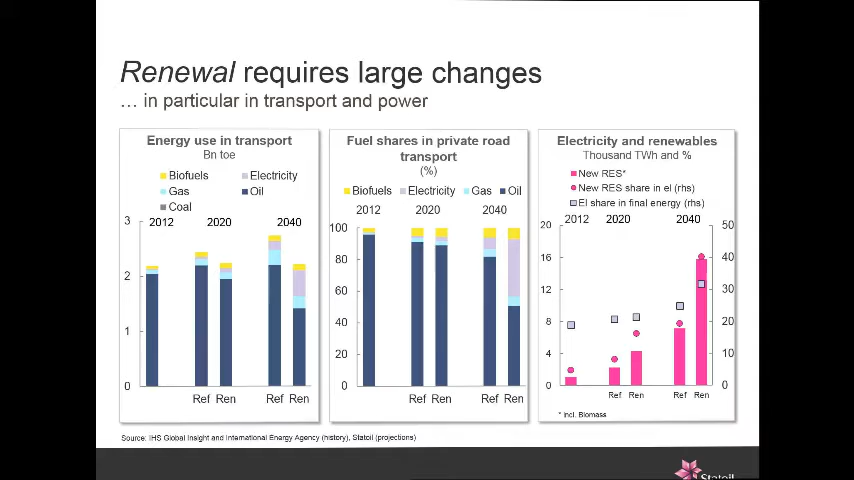 Renewal requires large changes
… in particular in transport and power
Energy use in transport
Bn toe
Biofuels
Electricity
Gas
Oil
Coal
3
2012
2020
2040
2
1
0
Ref Ren
Ref Ren
Fuel shares in private road
transport
(%)
Biofuels
Electricity
Gas
Oil
2012
2020
2040
100
80
60
40
20
0
Ref Ren
Ref Ren
Electricity and renewables
Thousand TWh and %
New RES*
New RES share in el (rhs)
El share in final energy (rhs)
2012
2020
2040
20
16
12
8
4
0
50
40
30
20
10
0
Ref Ren
Ref Ren
* Incl. Biomass
Source: IHS Global Insight and International Energy Agency (history), Statoil (projections)
Statoil